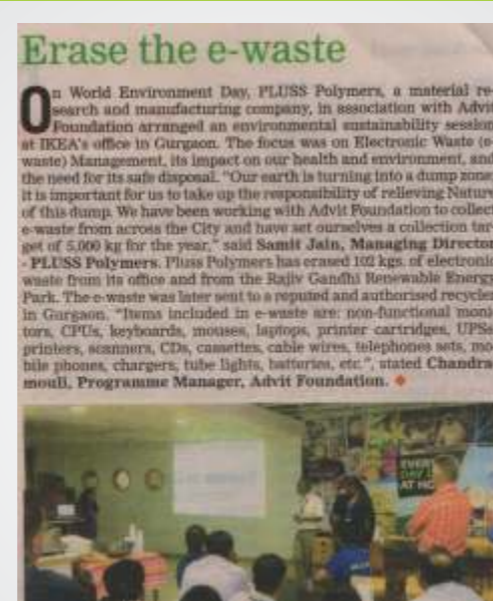 Erase the e-waste
On World Environment Day, PLUSS Polymers, a material re-
search and manufacturing company, in association with Advit
Foundation arranged an environmental sustainability session
at IKEA's office in Gurgaon. The focus was on Electronic Waste (e-
waste) Management, its impact on our health and environment, and
the need for its safe disposal. "Our earth is turning into a dump zone;
it is important for us to take up the responsibility of relieving Nature
of this dump. We have been working with Advit Foundation to collect
e-waste from across the City and have set ourselves a collection tar-
get of 5,000 kg for the year," said Samit Jain, Managing Director
- PLUSS Polymers. Pluss Polymers has erased 102 kgs. of electronic
waste from its office and from the Rajiv Gandhi Renewable Energy
Park. The e-waste was later sent to a reputed and authorised recycler
in Gurgaon. "Items included in e-waste are: non-functional moni-
tors, CPUs, keyboards, mouses, laptops, printer cartridges, UPSs,
printers, scanners, CDs, cassettes, cable wires, telephones sets, mo-
bile phones, chargers, tube lights, batteries, etc.", stated Chandra
mouli, Programme Manager, Advit Foundation.
EVERY
DAY
AT HO